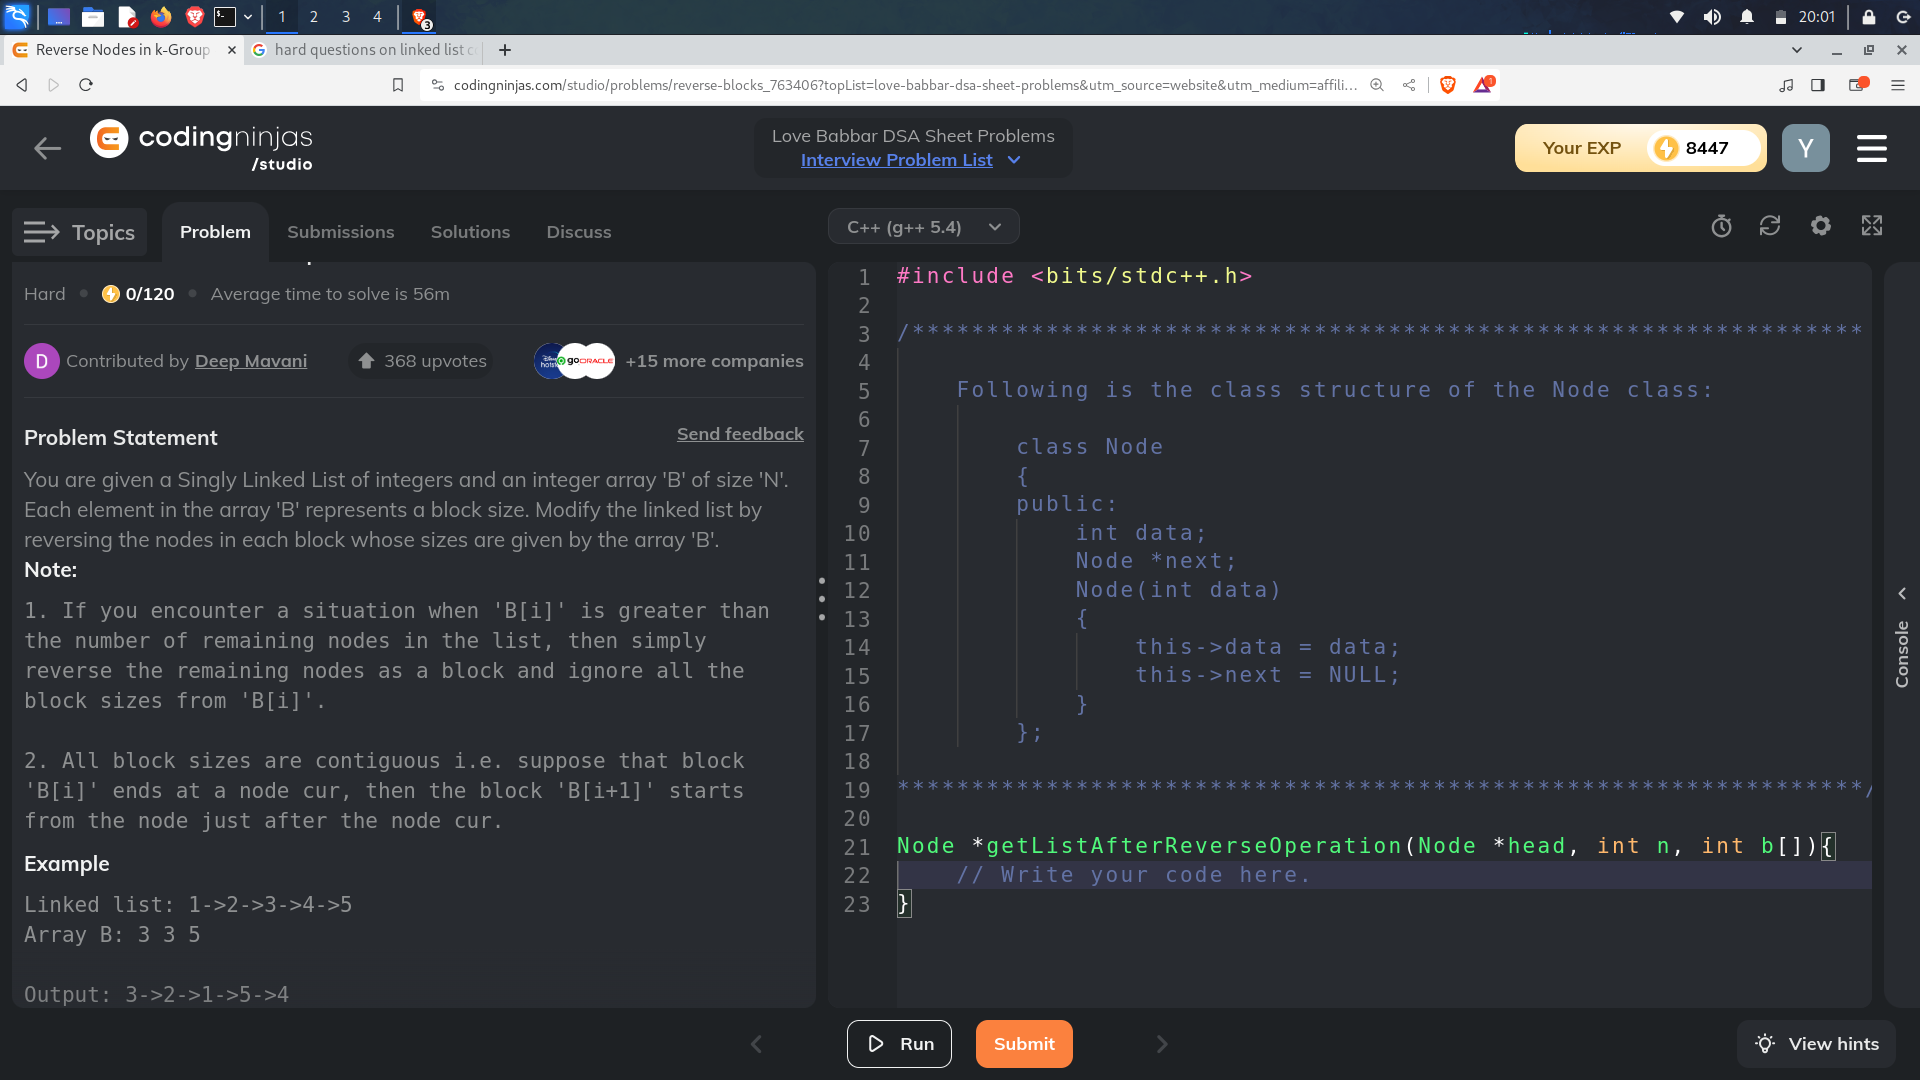 1 2 3 4 3 20:01
Reverse Nodes in k-Group hard questions on linked list
codingninjas.com/studio/problems/reverse-blocks_763406?topList=love-babbar-dsa-sheet-problems&utm_source=website&utm_medium=affili... 1
codingninjas
/studio
Love Babbar DSA Sheet Problems
Interview Problem List
Your EXP 8447 Y
Topics Problem Submissions Solutions Discuss
C++ (g++ 5.4)
Hard 0/120 Average time to solve is 56m
D Contributed by Deep Mavani 368 upvotes go ORACLE +15 more companies
Problem Statement Send feedback
You are given a Singly Linked List of integers and an integer array 'B' of size 'N'.
Each element in the array 'B' represents a block size. Modify the linked list by
reversing the nodes in each block whose sizes are given by the array 'B'.
Note:
1. If you encounter a situation when 'B[i]' is greater than
the number of remaining nodes in the list, then simply
reverse the remaining nodes as a block and ignore all the
block sizes from 'B[i]'.
2. All block sizes are contiguous i.e. suppose that block
'B[i]' ends at a node cur, then the block 'B[i+1]' starts
from the node just after the node cur.
Example
Linked list: 1->2->3->4->5
Array B: 3 3 5
Output: 3->2->1->5->4
1 #include <bits/stdc++.h>
2
3 /****************************************************************
4
5 Following is the class structure of the Node class:
6
7 class Node
8 {
9 public:
10 int data;
11 Node *next;
12 Node(int data)
13 {
14 this->data = data;
15 this->next = NULL;
16 }
17 };
18
19 *****************************************************************/
20
21 Node *getListAfterReverseOperation(Node *head, int n, int b[]){
22 // Write your code here.
23 }
Console
Run Submit View hints